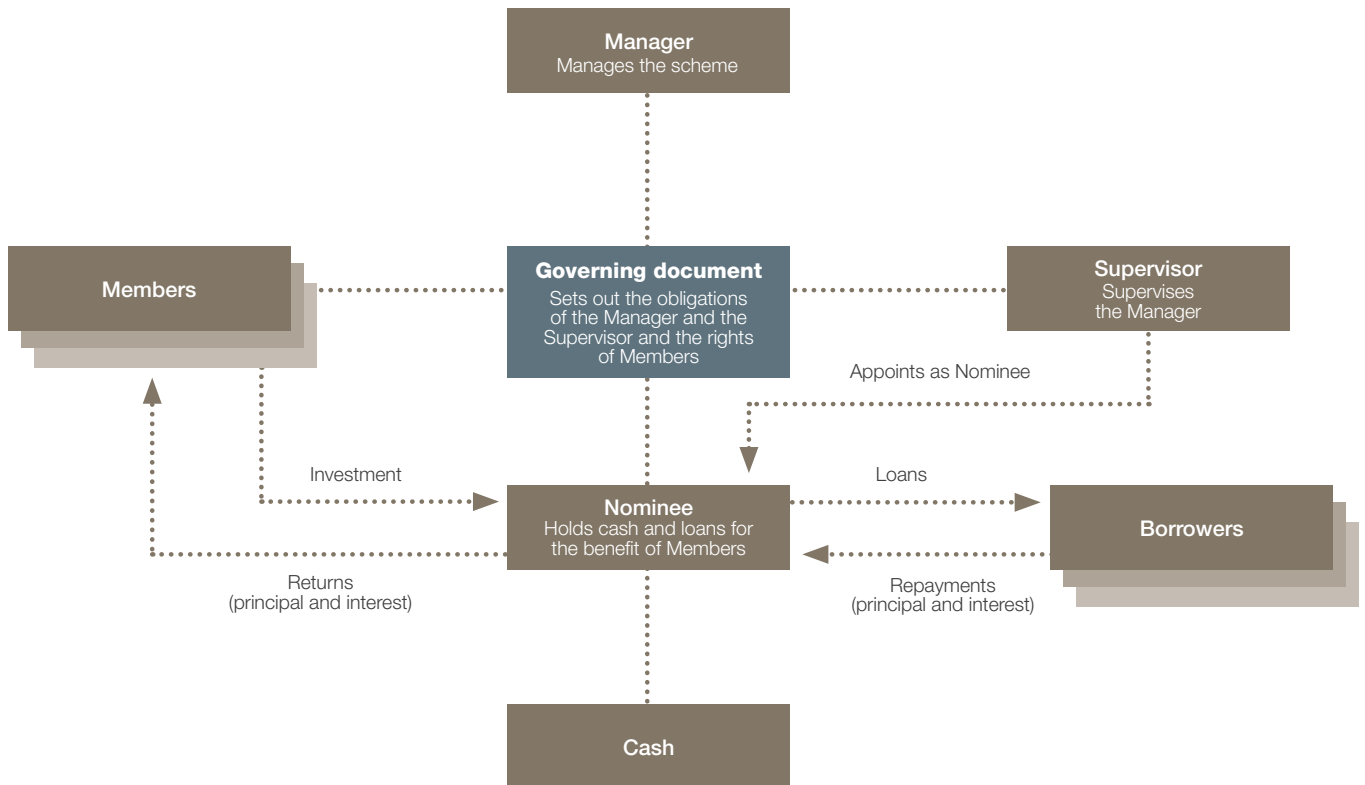 Manager
Manages the scheme
Members
Governing document
Sets out the obligations
of the Manager and the
Supervisor and the rights
of Members
Supervisor
Supervises
the Manager
Appoints as Nominee
Investment
Loans
Nominee
Holds cash and loans for
the benefit of Members
Borrowers
Returns
(principal and interest)
Repayments
(principal and interest)
Cash